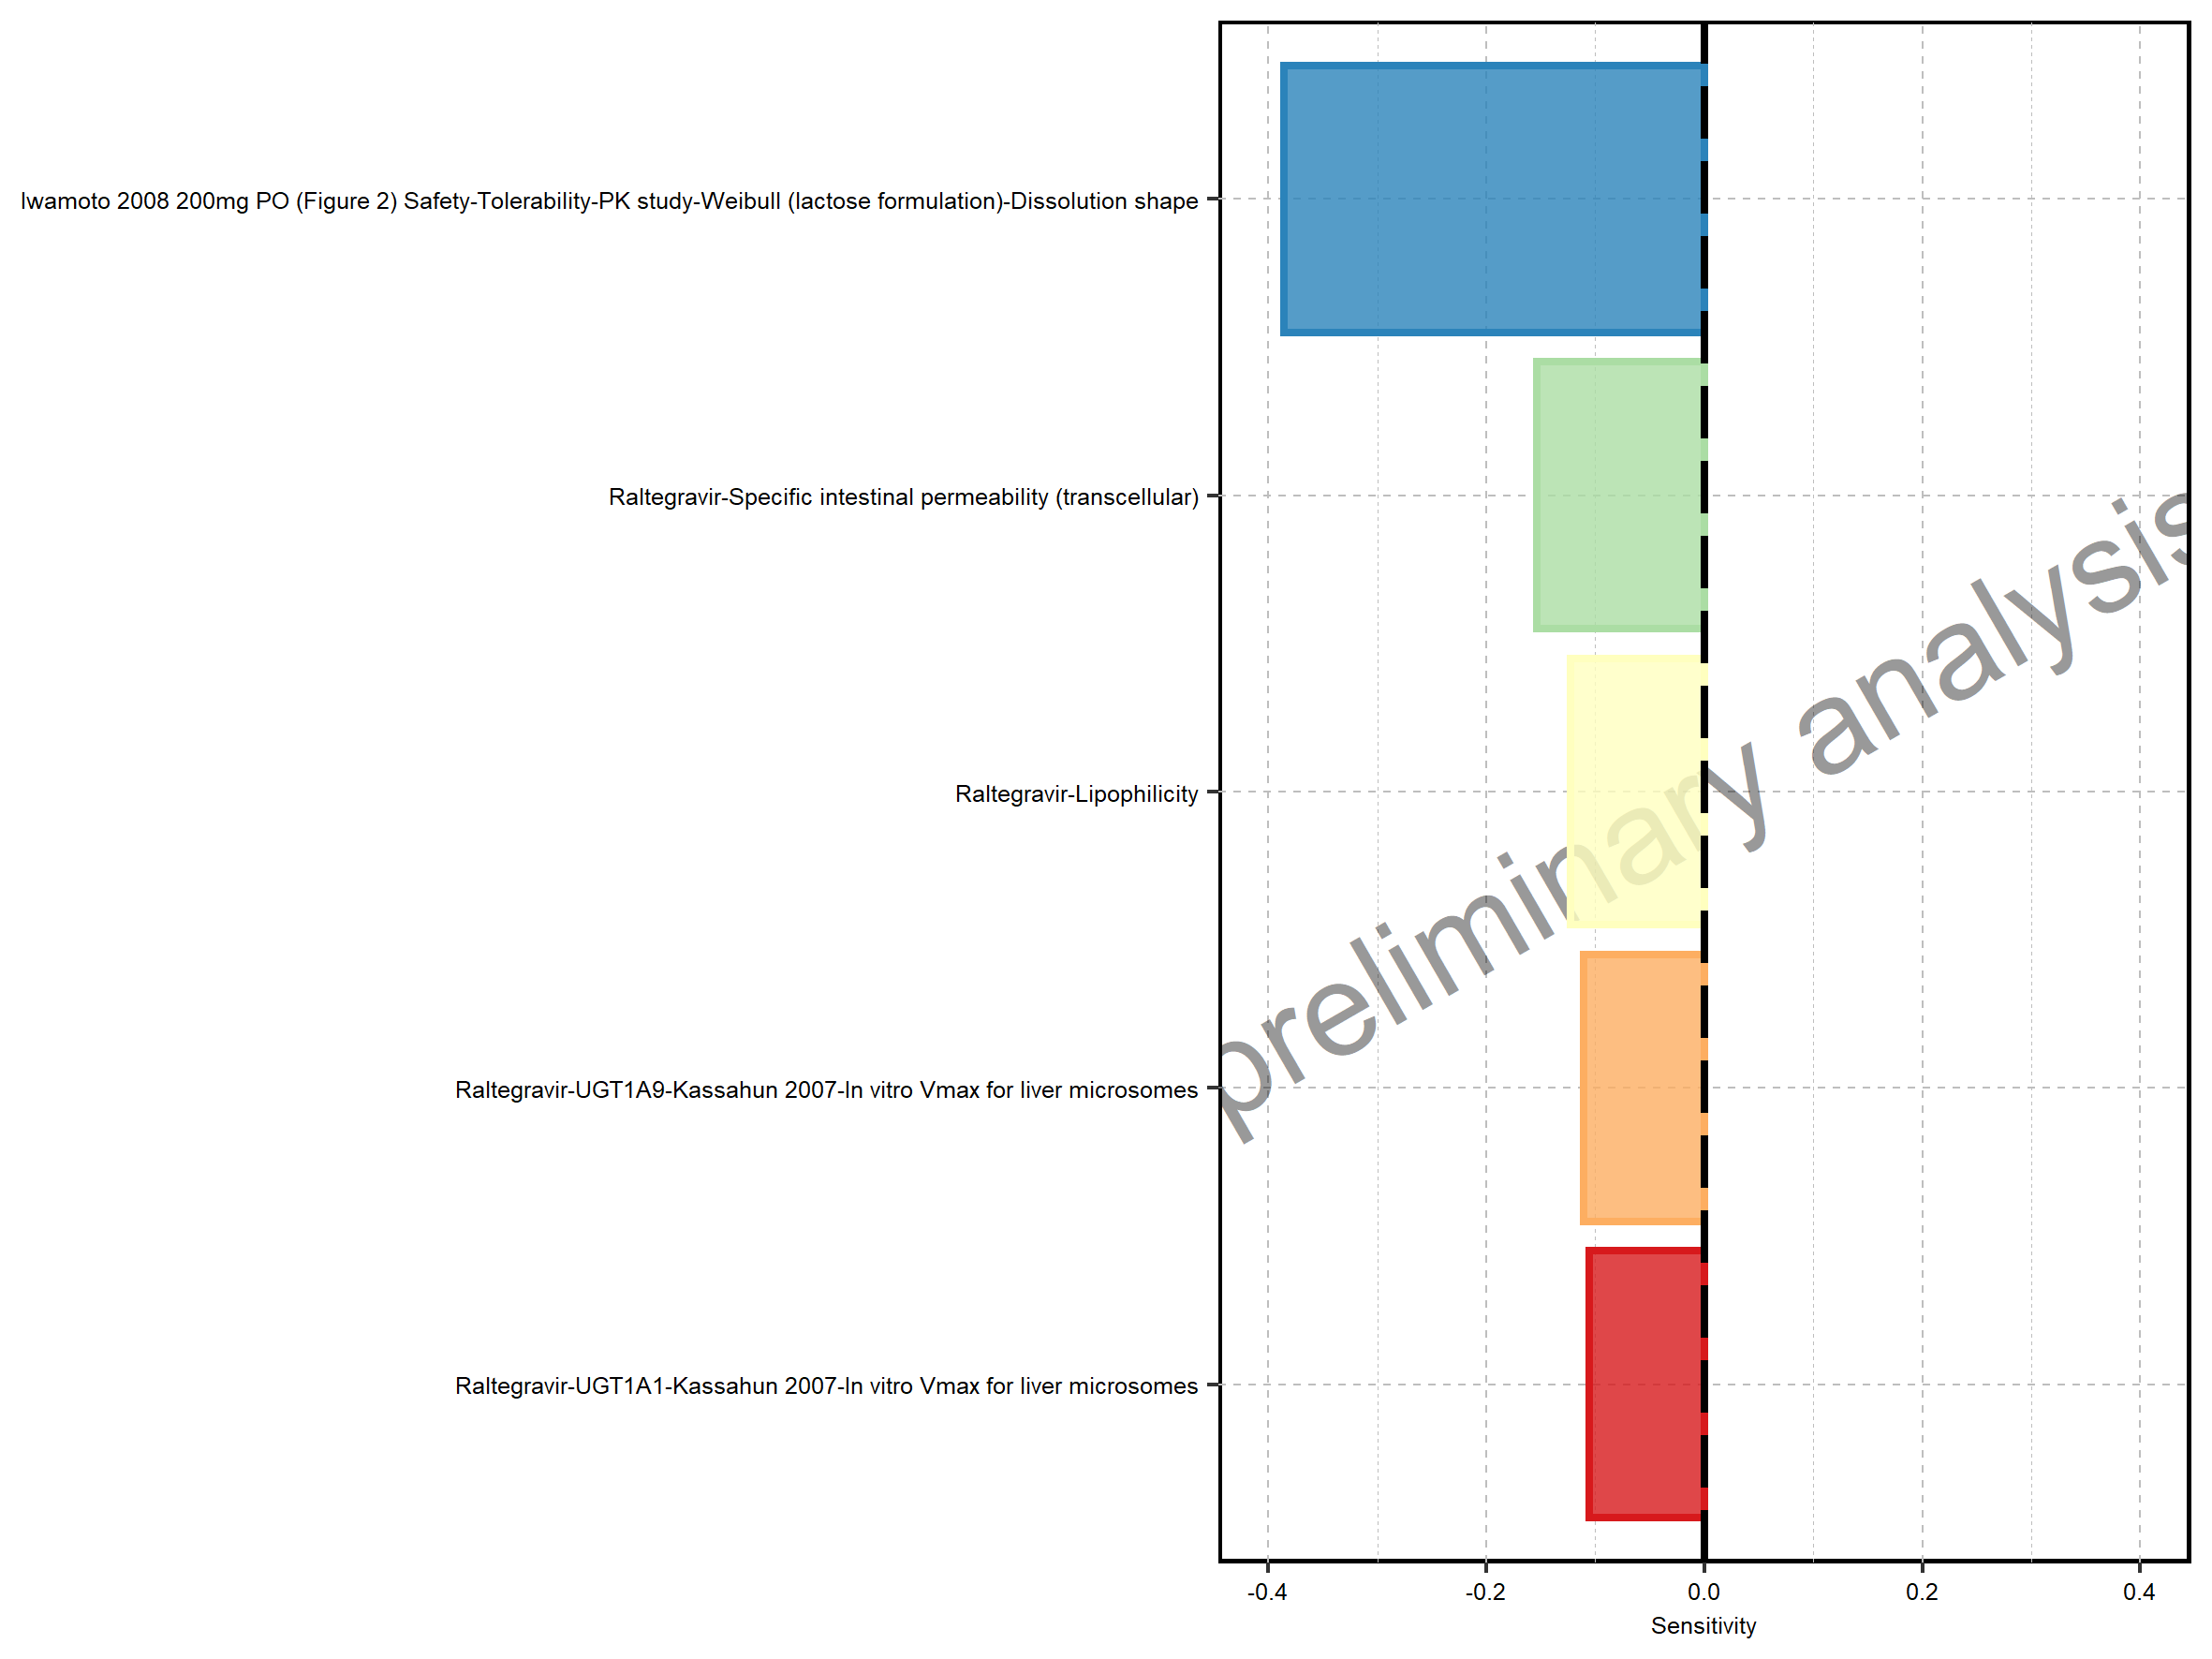 Iwamoto 2008 200mg PO (Figure 2) Safety-Tolerability-PK study-Weibull (lactose formulation)-Dissolution shape
Raltegravir-Specific intestinal permeability (transcellular)
Raltegravir-Lipophilicity
Raltegravir-UGT1A9-Kassahun 2007-In vitro Vmax for liver microsomes
Raltegravir-UGT1A1-Kassahun 2007-In vitro Vmax for liver microsomes
preliminary analysis
-0.4 -0.2 0.0 0.2 0.4
Sensitivity